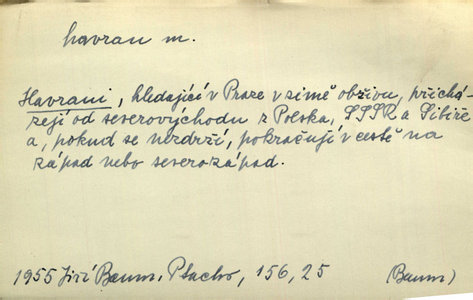 havran m.
Havrani, hledající v Praze v zimě obživu, přichá-
zejí od severovýchodu z Polska, SSSR a Sibiře
a, pokud se nezdrží, pokračují v cestě na
západ nebo severozápad.
1955 Jiří Baum, Ptactvo, 156, 25 (Baum)